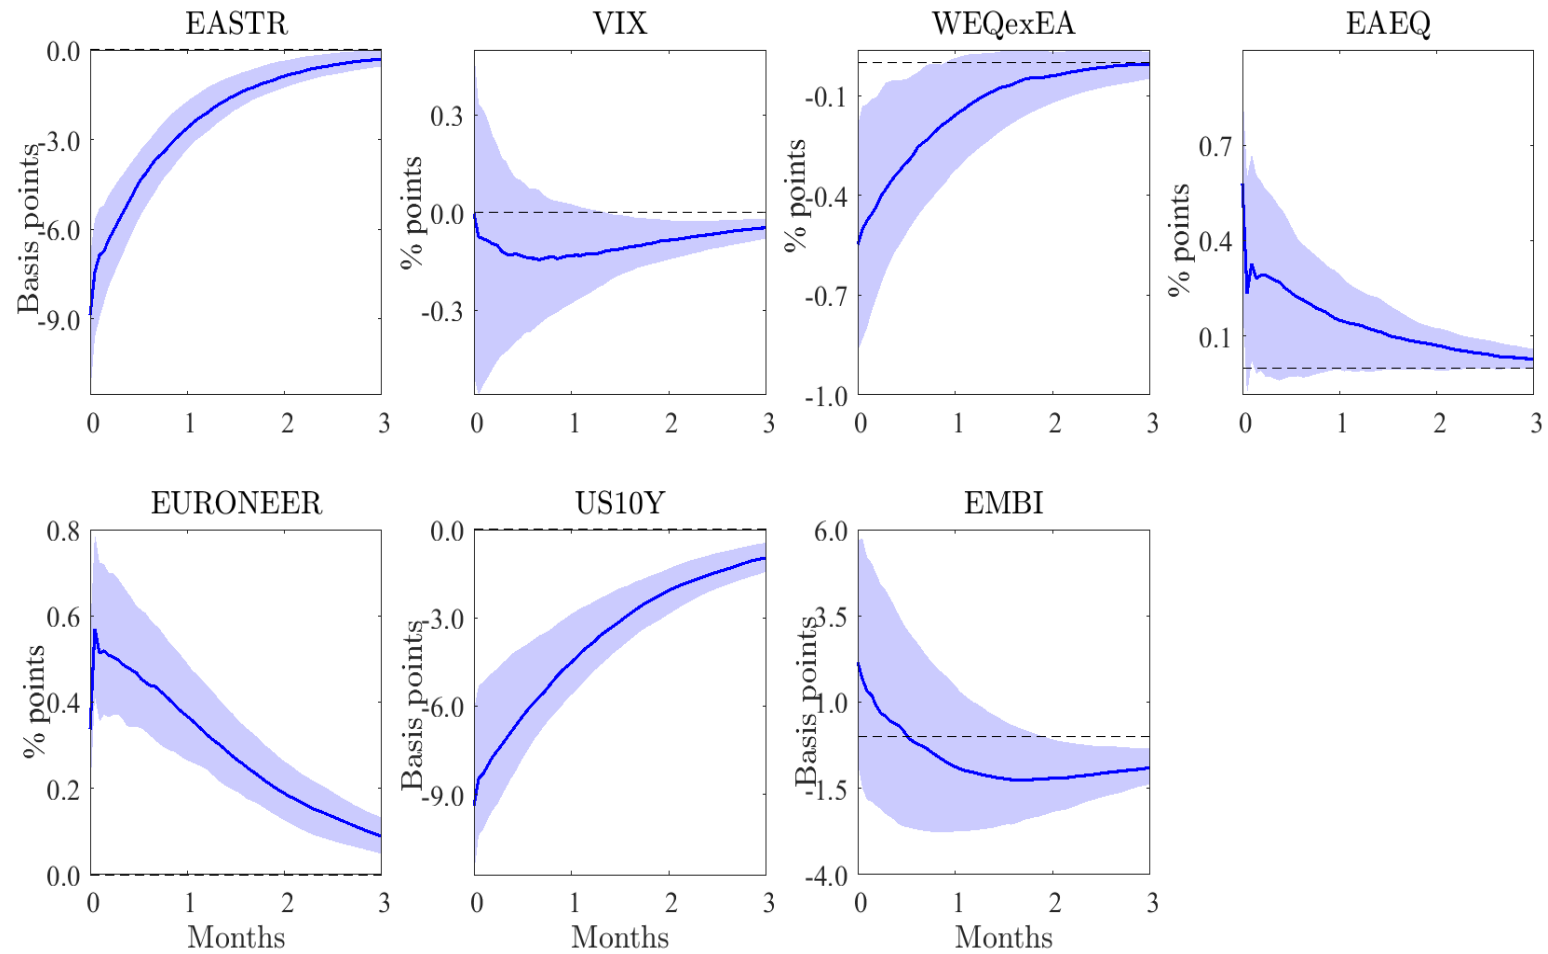 EASTR
VIX
WEQexEA
EAEQ
Basis points
0.0
-3.0
-6.0
-9.0
0 1 2 3
% points
0.3
0.0
-0.3
0 1 2 3
% points
-0.1
-0.4
-0.7
-1.0
0 1 2 3
% points
0.7
0.4
0.1
0 1 2 3
EURONEER
US10Y
EMBI
% points
0.8
0.6
0.4
0.2
0.0
0 1 2 3
Months
Basis points
0.0
-3.0
-6.0
-9.0
0 1 2 3
Months
Basis points
6.0
3.5
1.0
-1.5
-4.0
0 1 2 3
Months